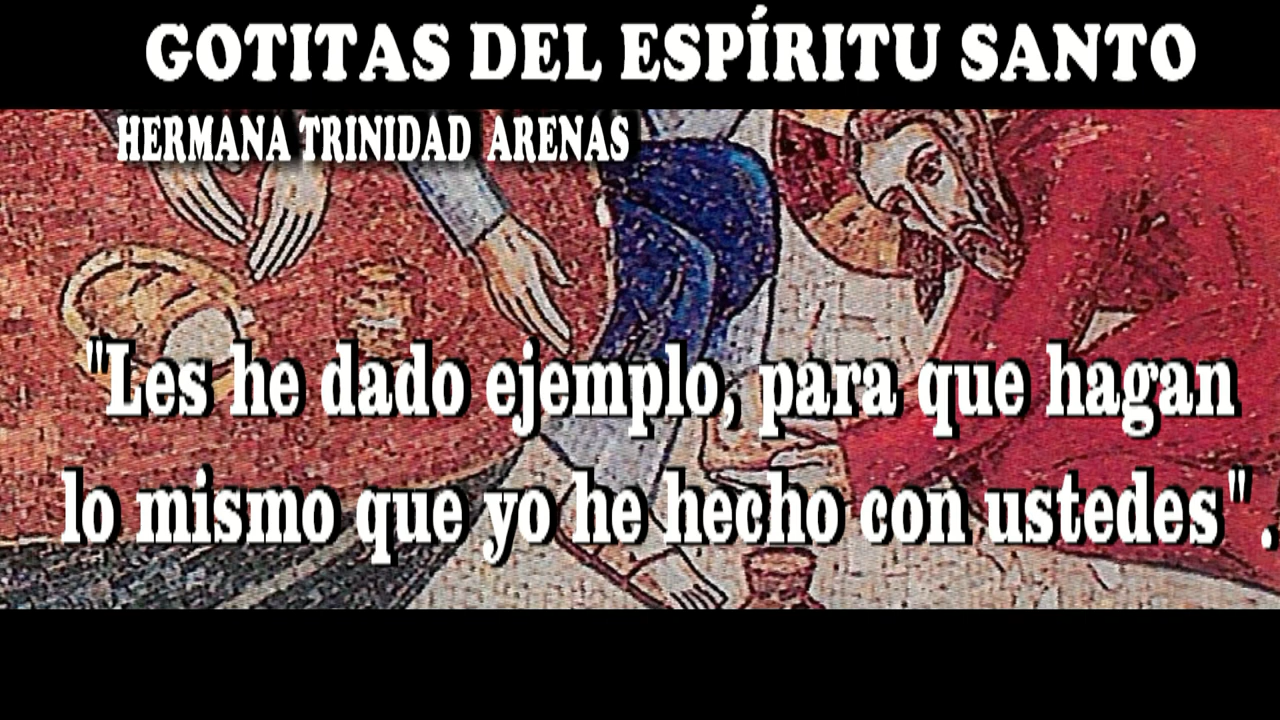 GOTITAS DEL ESPÍRITU SANTO
HERMANA TRINIDAD ARENAS
"Les he dado ejemplo, para que hagan
lo mismo que yo he hecho con ustedes".